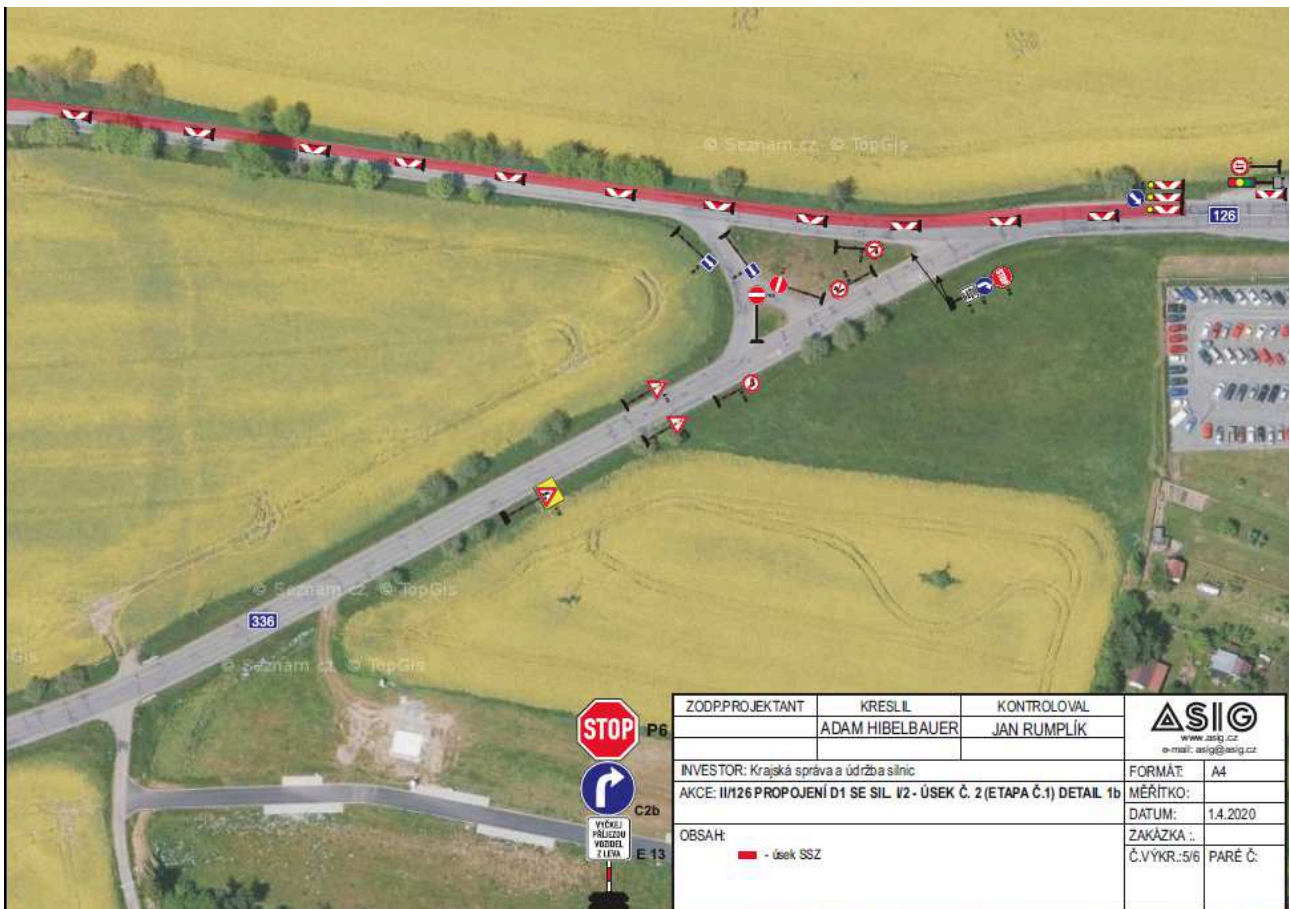 © Seznam.cz, © TopGis
126
STOP
© Seznam.cz, © TopGis
336
Gis
© Seznam.cz, © TopGis
STOP P6
C2b
VYČKEJ
PŘÍJEZDU
VOZIDEL
Z LEVA
E 13
ZODP.PROJEKTANT KRESLIL KONTROLOVAL
ADAM HIBELBAUER JAN RUMPLÍK
ASIG
www.asig.cz
e-mail: asig@asig.cz
INVESTOR: Krajská správa a údržba silnic
FORMÁT: A4
AKCE: II/126 PROPOJENÍ D1 SE SIL. I/2 - ÚSEK Č. 2 (ETAPA Č.1) DETAIL 1b
MĚŘÍTKO:
DATUM: 1.4.2020
OBSAH:
ZAKÁZKA :.
- úsek SSZ
Č.VÝKR.:5/6 PARÉ Č: